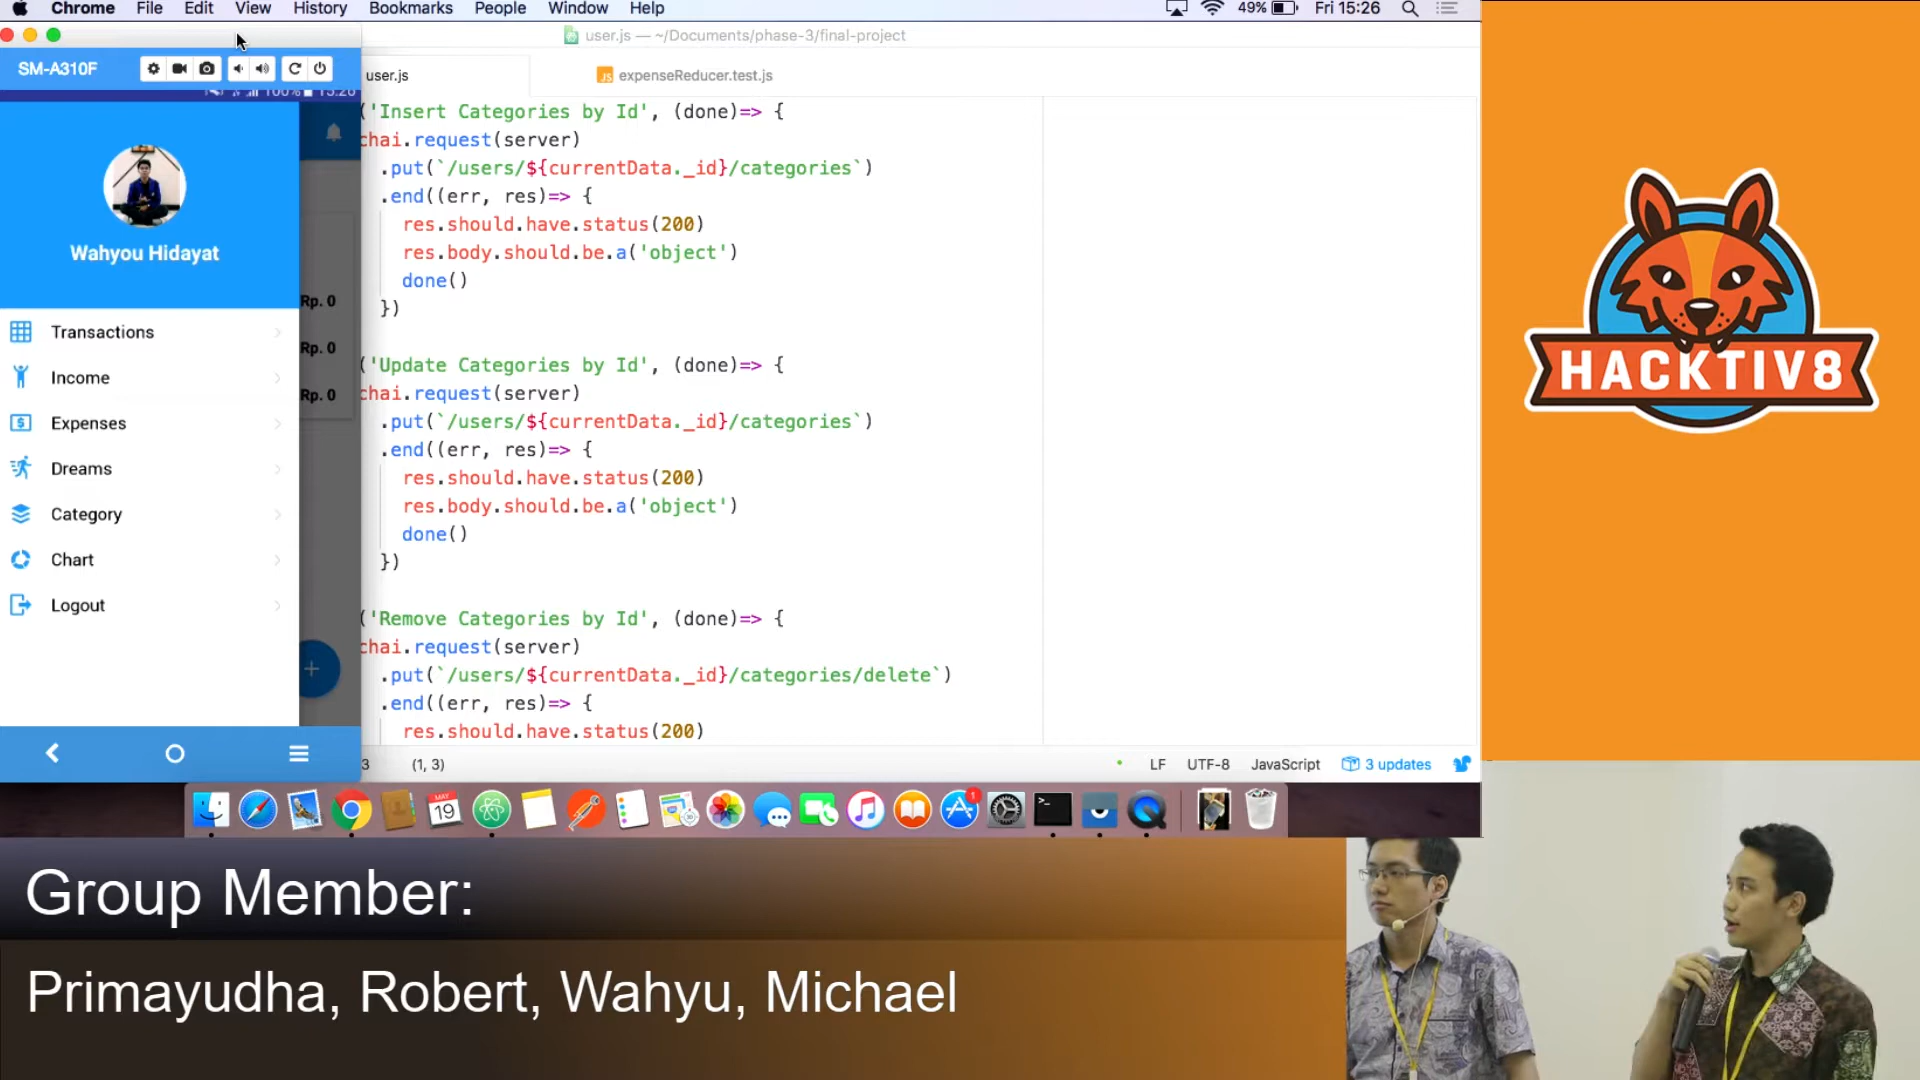 Chrome File Edit View History Bookmarks People Window Help 49% Fri 15:26
user.js — ~/Documents/phase-3/final-project
SM-A310F
100% 15:26
user.js
expenseReducer.test.js
Wahyou Hidayat
Transactions
Income
Expenses
Dreams
Category
Chart
Logout
Rp. 0
Rp. 0
Rp. 0
+
('Insert Categories by Id', (done)=> {
chai.request(server)
.put(`/users/${currentData._id}/categories`)
.end((err, res)=> {
res.should.have.status(200)
res.body.should.be.a('object')
done()
})
('Update Categories by Id', (done)=> {
chai.request(server)
.put(`/users/${currentData._id}/categories`)
.end((err, res)=> {
res.should.have.status(200)
res.body.should.be.a('object')
done()
})
('Remove Categories by Id', (done)=> {
chai.request(server)
.put(`/users/${currentData._id}/categories/delete`)
.end((err, res)=> {
res.should.have.status(200)
3 (1, 3) LF UTF-8 JavaScript 3 updates
MAY
19
1
HACKTIV8
Group Member:
Primayudha, Robert, Wahyu, Michael